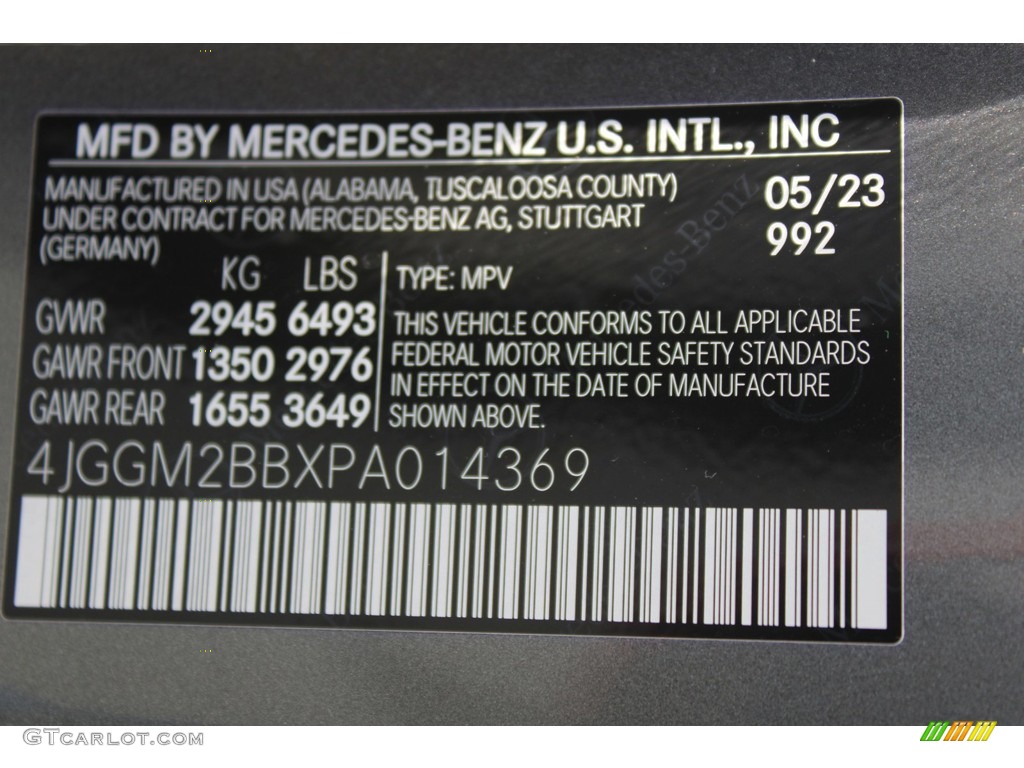 MFD BY MERCEDES-BENZ U.S. INTL., INC
MANUFACTURED IN USA (ALABAMA, TUSCALOOSA COUNTY)
UNDER CONTRACT FOR MERCEDES-BENZ AG, STUTTGART
(GERMANY)
05/23
992
KG LBS
GVWR 2945 6493
GAWR FRONT 1350 2976
GAWR REAR 1655 3649
TYPE: MPV
THIS VEHICLE CONFORMS TO ALL APPLICABLE
FEDERAL MOTOR VEHICLE SAFETY STANDARDS
IN EFFECT ON THE DATE OF MANUFACTURE
SHOWN ABOVE.
4JGGM2BBXPA014369
Mercedes-Benz
GTCARLOT.COM